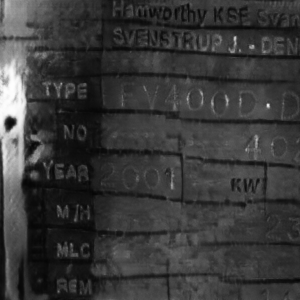 Hamworthy KSE Sven
SVENSTRUP J. - DEN
TYPE FV400D-D
NO 40
YEAR 2001 KW
M/H 23
MLC
REM